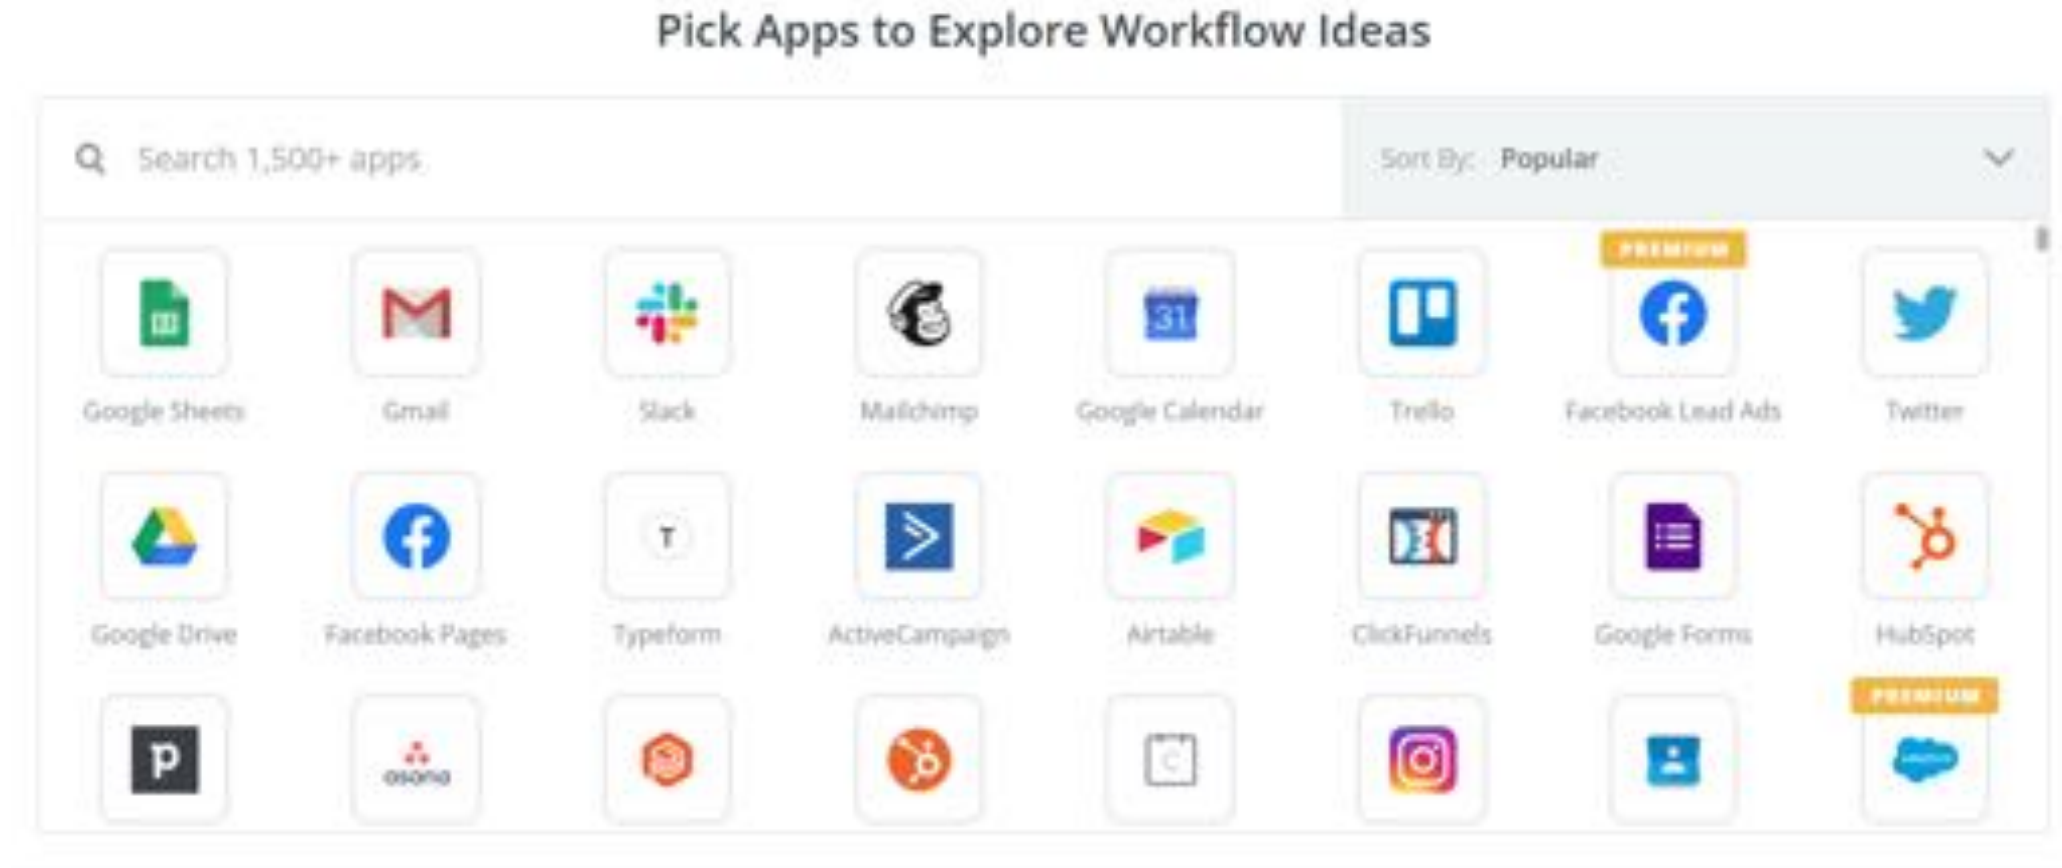 Pick Apps to Explore Workflow Ideas
Search 1,500+ apps
Sort By: Popular
PREMIUM
31
Google Sheets Gmail Slack Mailchimp Google Calendar Trello Facebook Lead Ads Twitter
T
Google Drive Facebook Pages Typeform ActiveCampaign Airtable ClickFunnels Google Forms HubSpot
PREMIUM
P asana C